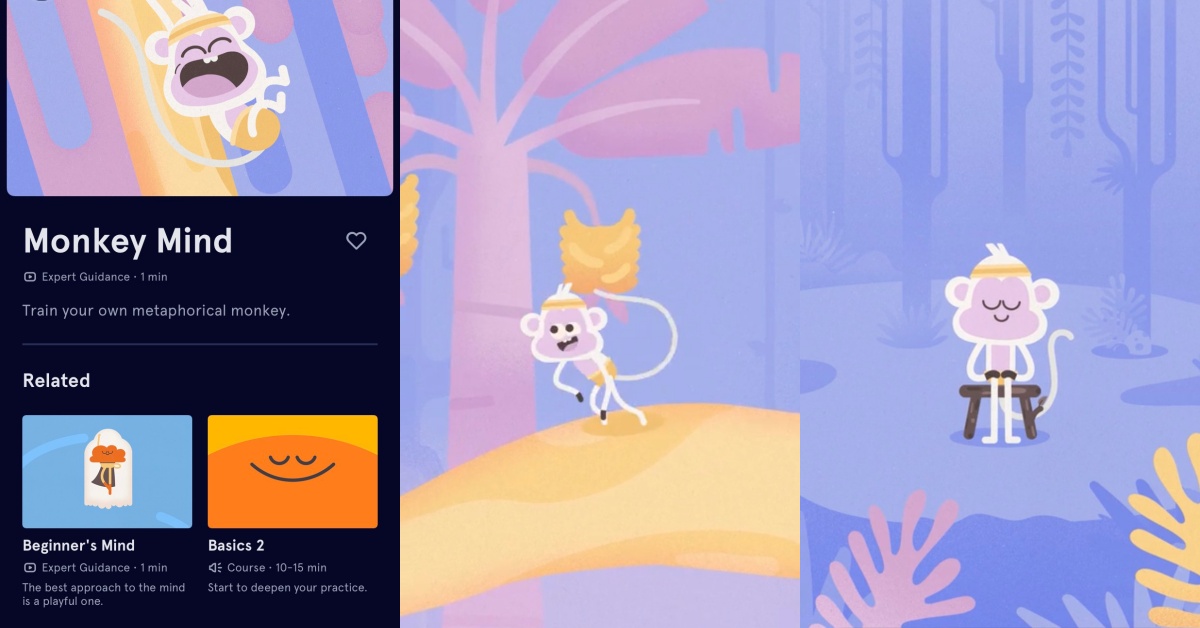 Monkey Mind
Expert Guidance · 1 min
Train your own metaphorical monkey.
Related
Beginner's Mind
Expert Guidance · 1 min
The best approach to the mind
is a playful one.
Basics 2
Course · 10-15 min
Start to deepen your practice.